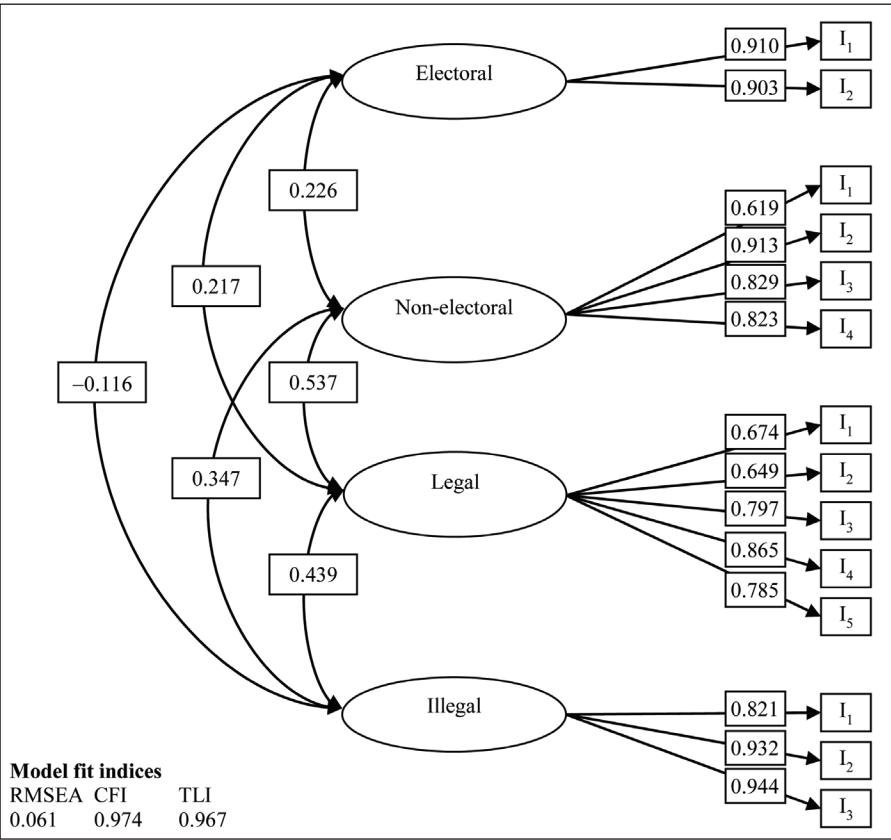 Electoral
0.910 I1
0.903 I2
0.226
0.217
Non-electoral
0.619 I1
0.913 I2
0.829 I3
0.823 I4
–0.116
0.537
0.347
Legal
0.674 I1
0.649 I2
0.797 I3
0.865 I4
0.785 I5
0.439
Illegal
0.821 I1
0.932 I2
0.944 I3
Model fit indices
RMSEA CFI TLI
0.061 0.974 0.967